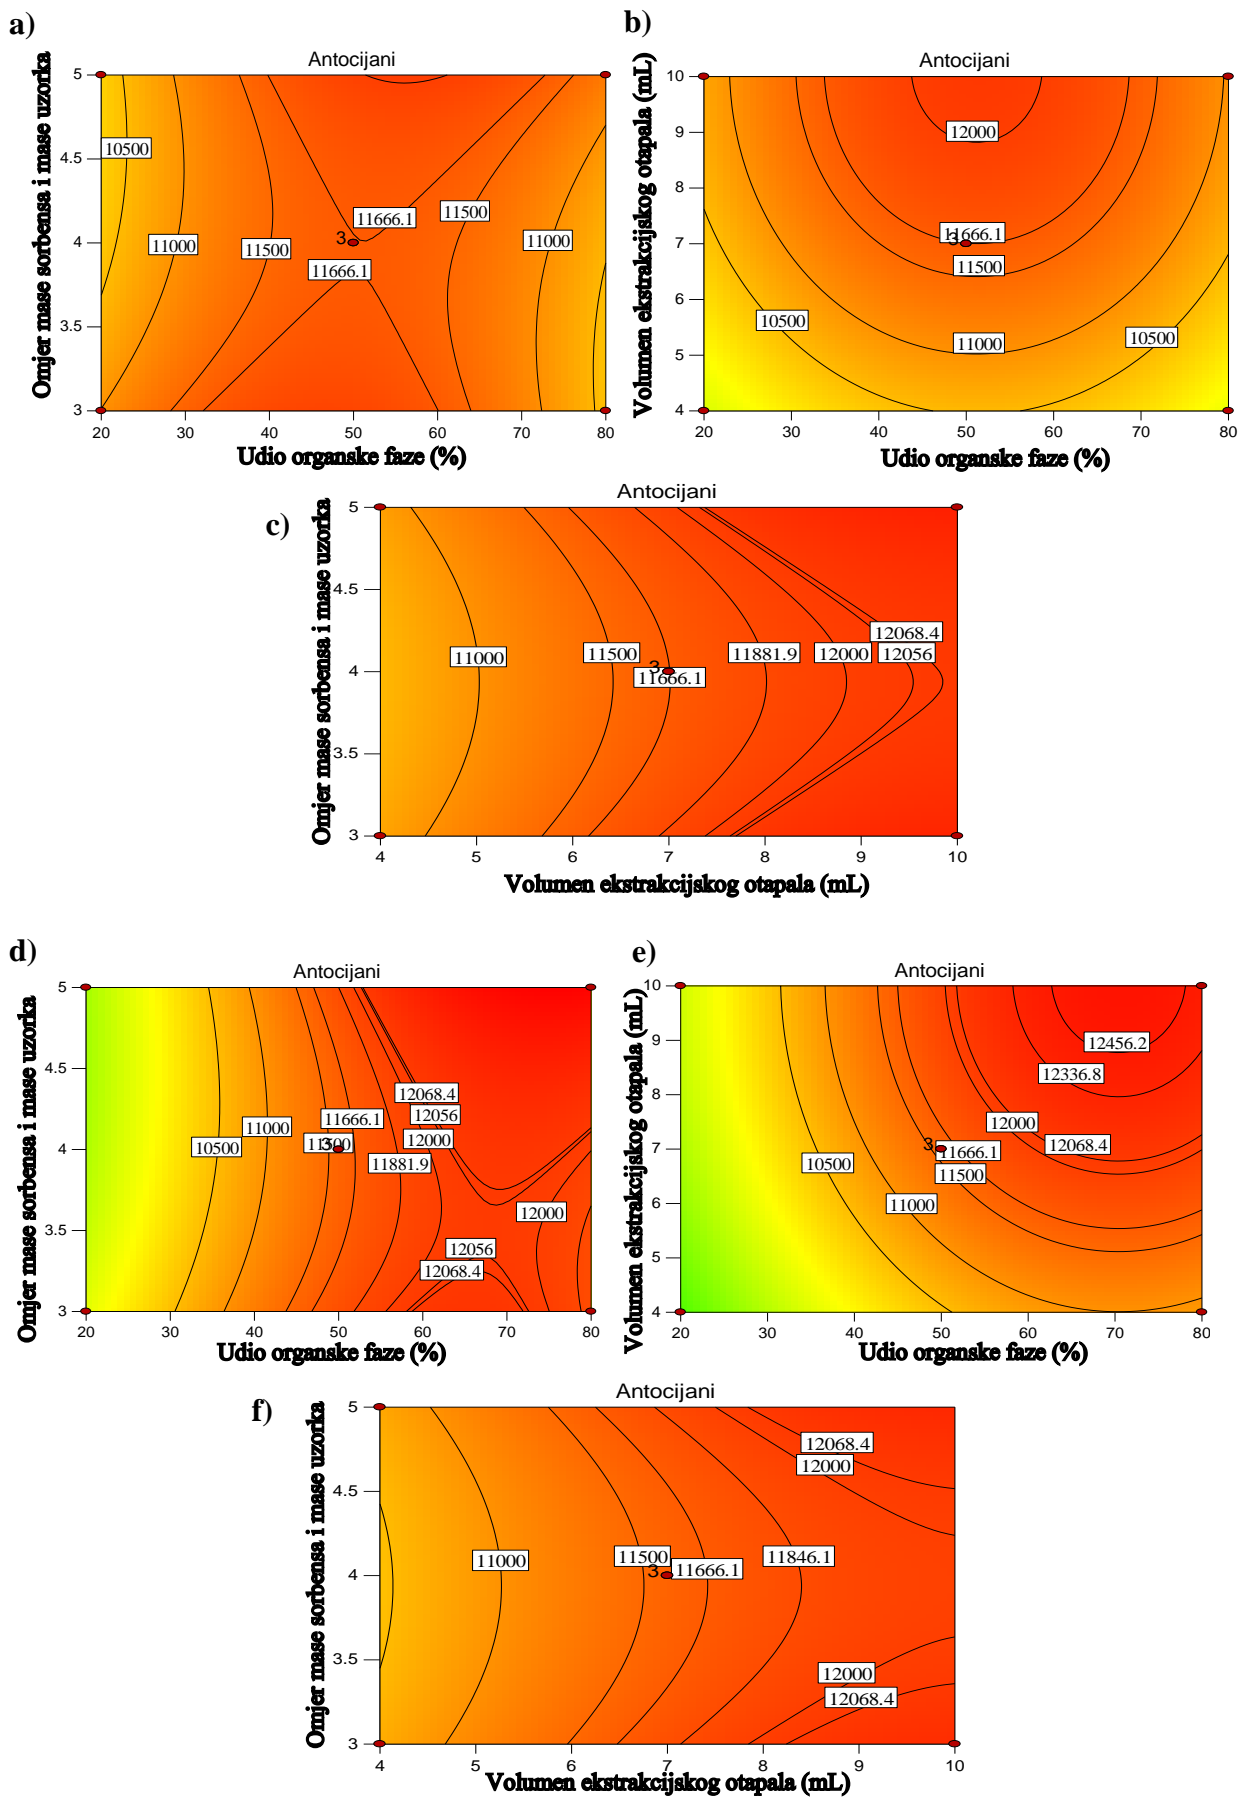 a)
Antocijani
Omjer mase sorbensa i mase uzorka
5
4.5
4
3.5
3
10500
11000
11500
11666.1
11666.1
11500
11000
3
20 30 40 50 60 70 80
Udio organske faze (%)
b)
Antocijani
Volumen ekstrakcijskog otapala (mL)
10
9
8
7
6
5
4
12000
11666.1
3
11500
11000
10500
10500
20 30 40 50 60 70 80
Udio organske faze (%)
c)
Antocijani
Omjer mase sorbensa i mase uzorka
5
4.5
4
3.5
3
11000
11500
3
11666.1
11881.9
12000
12056
12068.4
4 5 6 7 8 9 10
Volumen ekstrakcijskog otapala (mL)
d)
Antocijani
Omjer mase sorbensa i mase uzorka
5
4.5
4
3.5
3
10500
11000
11500
3
11666.1
11881.9
12068.4
12056
12000
12000
12056
12068.4
20 30 40 50 60 70 80
Udio organske faze (%)
e)
Antocijani
Volumen ekstrakcijskog otapala (mL)
10
9
8
7
6
5
4
12456.2
12336.8
12000
12068.4
3
11666.1
11500
10500
11000
20 30 40 50 60 70 80
Udio organske faze (%)
f)
Antocijani
Omjer mase sorbensa i mase uzorka
5
4.5
4
3.5
3
12068.4
12000
11000
11500
3
11666.1
11846.1
12000
12068.4
4 5 6 7 8 9 10
Volumen ekstrakcijskog otapala (mL)